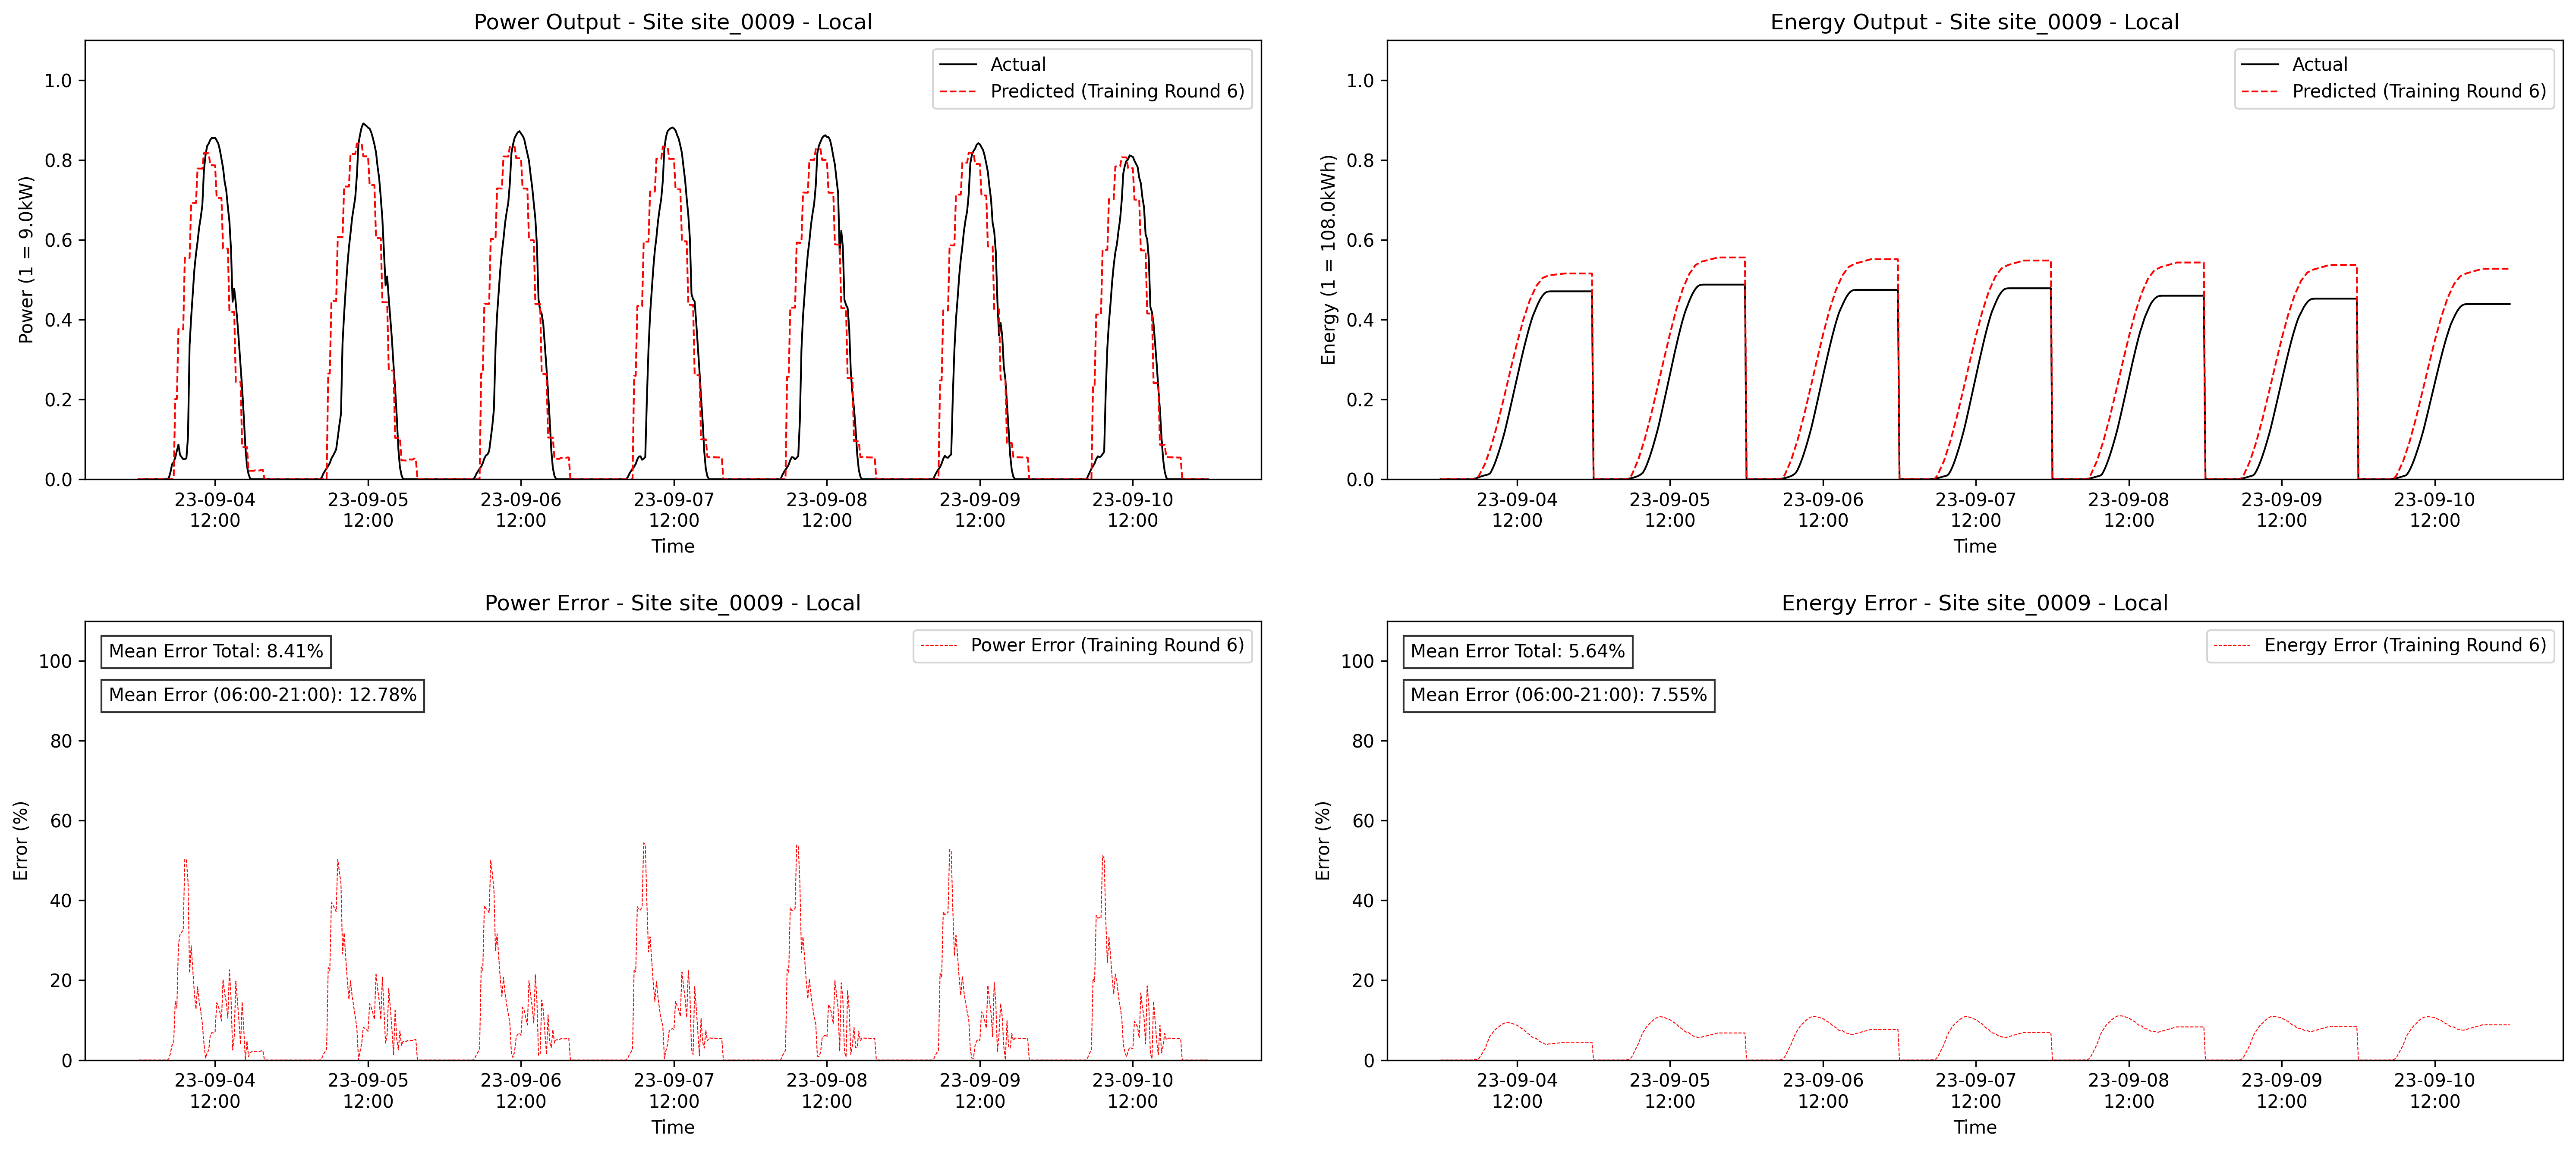 Power Output - Site site_0009 - Local
Actual
Predicted (Training Round 6)
Power (1 = 9.0kW)
1.0
0.8
0.6
0.4
0.2
0.0
23-09-04 23-09-05 23-09-06 23-09-07 23-09-08 23-09-09 23-09-10
12:00 12:00 12:00 12:00 12:00 12:00 12:00
Time
Energy Output - Site site_0009 - Local
Actual
Predicted (Training Round 6)
Energy (1 = 108.0kWh)
1.0
0.8
0.6
0.4
0.2
0.0
23-09-04 23-09-05 23-09-06 23-09-07 23-09-08 23-09-09 23-09-10
12:00 12:00 12:00 12:00 12:00 12:00 12:00
Time
Power Error - Site site_0009 - Local
Mean Error Total: 8.41%
Mean Error (06:00-21:00): 12.78%
Power Error (Training Round 6)
Error (%)
100
80
60
40
20
0
23-09-04 23-09-05 23-09-06 23-09-07 23-09-08 23-09-09 23-09-10
12:00 12:00 12:00 12:00 12:00 12:00 12:00
Time
Energy Error - Site site_0009 - Local
Mean Error Total: 5.64%
Mean Error (06:00-21:00): 7.55%
Energy Error (Training Round 6)
Error (%)
100
80
60
40
20
0
23-09-04 23-09-05 23-09-06 23-09-07 23-09-08 23-09-09 23-09-10
12:00 12:00 12:00 12:00 12:00 12:00 12:00
Time